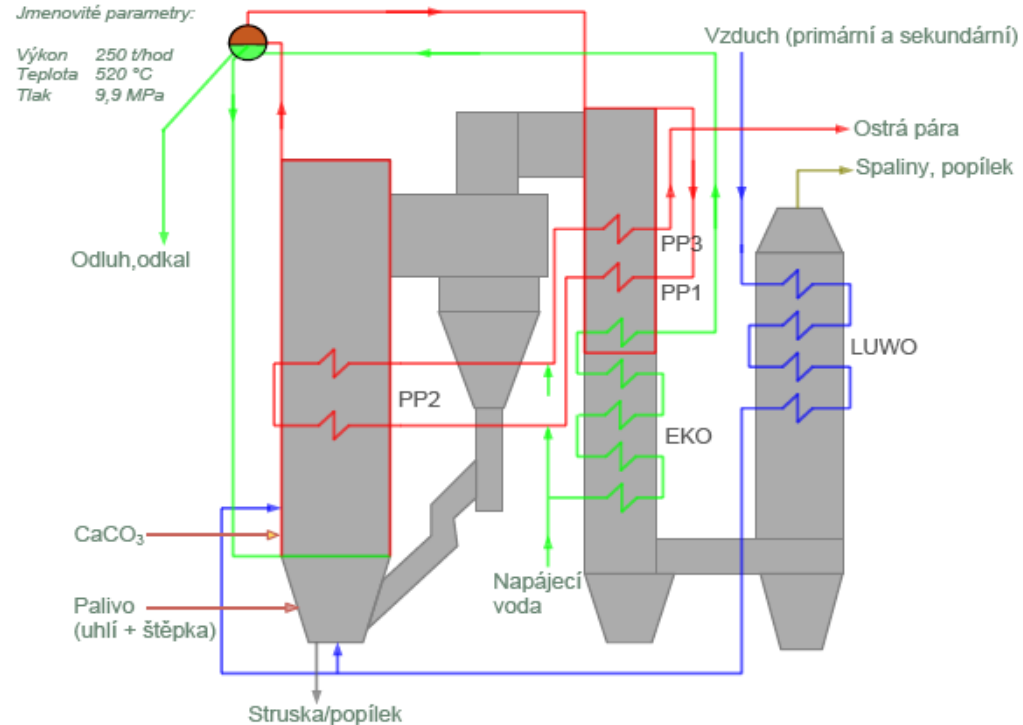 Jmenovité parametry:
Výkon 250 t/hod
Teplota 520 °C
Tlak 9,9 MPa
Vzduch (primární a sekundární)
Ostrá pára
Spaliny, popílek
Odluh,odkal
PP3
PP1
LUWO
PP2
EKO
CaCO₃
Napájecí
voda
Palivo
(uhlí + štěpka)
Struska/popílek